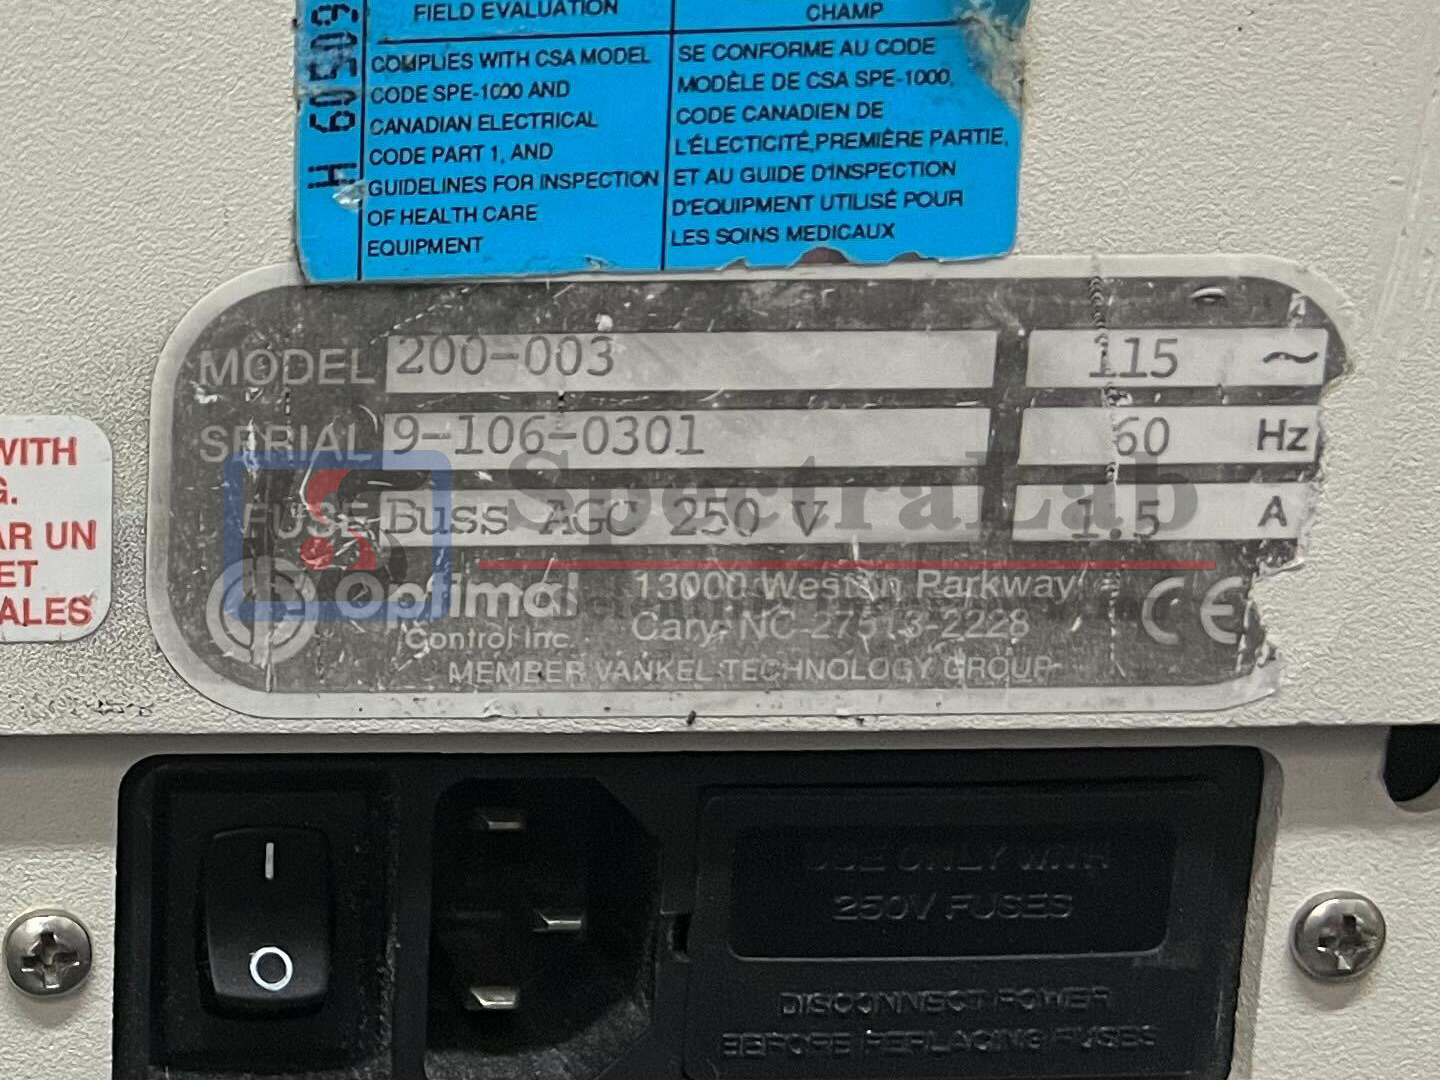 FIELD EVALUATION
COMPLIES WITH CSA MODEL
CODE SPE-1000 AND
CANADIAN ELECTRICAL
CODE PART 1, AND
GUIDELINES FOR INSPECTION
OF HEALTH CARE
EQUIPMENT
CHAMP
SE CONFORME AU CODE
MODÈLE DE CSA SPE-1000,
CODE CANADIEN DE
L'ÉLECTICITÉ,PREMIÈRE PARTIE,
ET AU GUIDE D'INSPECTION
D'EQUIPMENT UTILISÉ POUR
LES SOINS MEDICAUX
H 60509
MODEL 200-003 115 ~
SERIAL 9-106-0301 60 Hz
FUSE Buss AGC 250 V 1.5 A
SpectraLab
Optimal
Control Inc.
13000 Weston Parkway
Cary, NC 27513-2228
CE
MEMBER VANKEL TECHNOLOGY GROUP
WITH
G.
AR UN
ET
ALES
USE ONLY WITH
250V FUSES
DISCONNECT POWER
BEFORE REPLACING FUSES